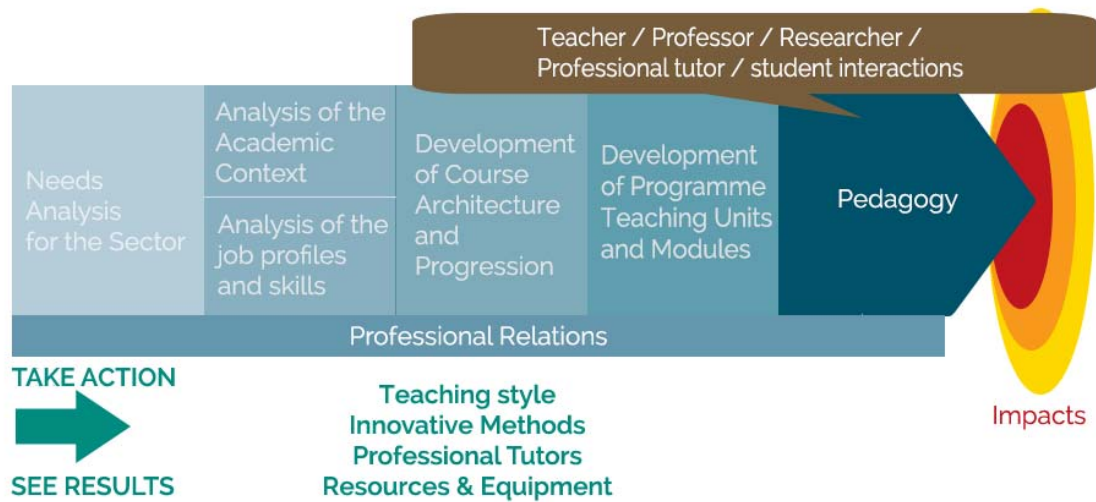 Teacher / Professor / Researcher /
Professional tutor / student interactions
Needs
Analysis
for the Sector
Analysis of the
Academic
Context
Analysis of the
job profiles
and skills
Development
of Course
Architecture
and
Progression
Development
of Programme
Teaching Units
and Modules
Pedagogy
Professional Relations
TAKE ACTION
SEE RESULTS
Teaching style
Innovative Methods
Professional Tutors
Resources & Equipment
Impacts